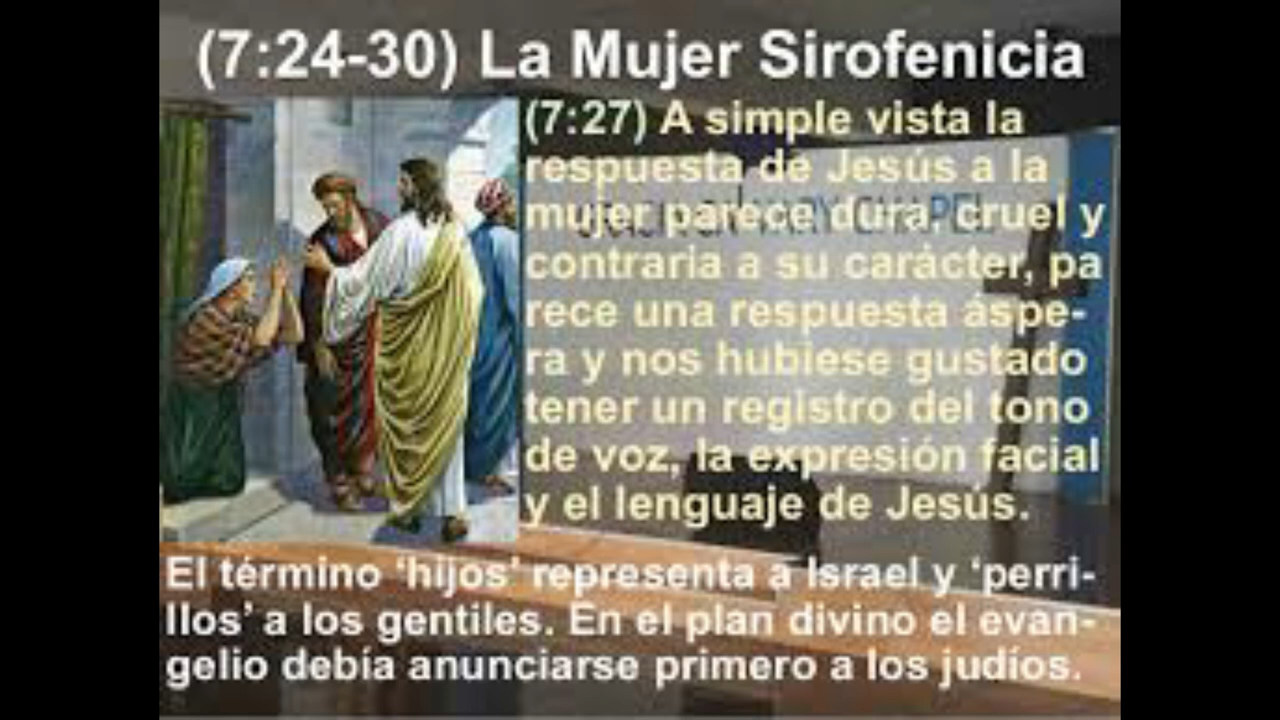 (7:24-30) La Mujer Sirofenicia
(7:27) A simple vista la
respuesta de Jesús a la
mujer parece dura, cruel y
contraria a su carácter, pa
rece una respuesta áspe-
ra y nos hubiese gustado
tener un registro del tono
de voz, la expresión facial
y el lenguaje de Jesús.
El término ‘hijos’ representa a Israel y ‘perri-
llos’ a los gentiles. En el plan divino el evan-
gelio debía anunciarse primero a los judíos.